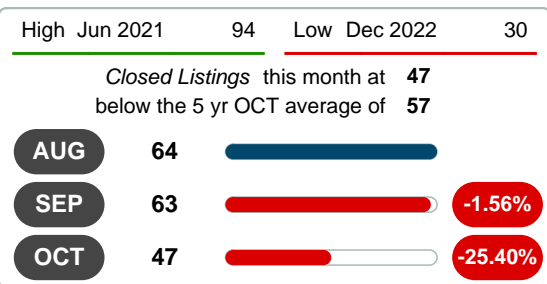 High Jun 2021 94 Low Dec 2022 30
Closed Listings this month at 47
below the 5 yr OCT average of 57
AUG 64
SEP 63 -1.56%
OCT 47 -25.40%